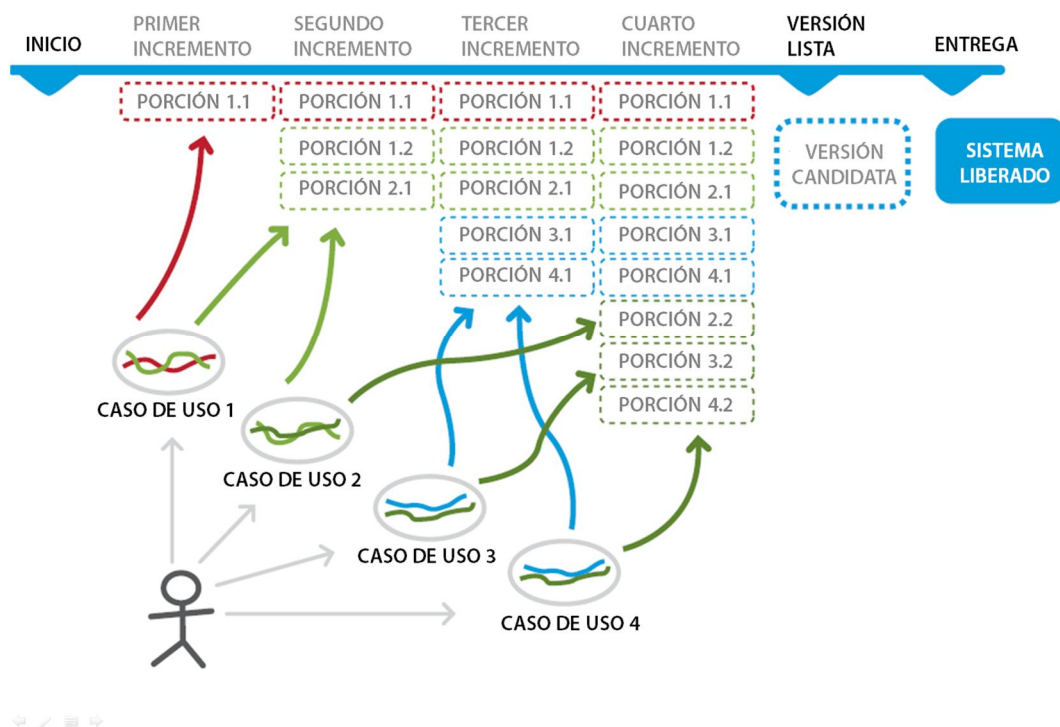 INICIO
PRIMER
INCREMENTO
SEGUNDO
INCREMENTO
TERCER
INCREMENTO
CUARTO
INCREMENTO
VERSIÓN
LISTA
ENTREGA
PORCIÓN 1.1
PORCIÓN 1.1
PORCIÓN 1.1
PORCIÓN 1.1
PORCIÓN 1.2
PORCIÓN 1.2
PORCIÓN 1.2
PORCIÓN 2.1
PORCIÓN 2.1
PORCIÓN 2.1
VERSIÓN
CANDIDATA
SISTEMA
LIBERADO
PORCIÓN 3.1
PORCIÓN 3.1
PORCIÓN 4.1
PORCIÓN 4.1
PORCIÓN 2.2
PORCIÓN 3.2
PORCIÓN 4.2
CASO DE USO 1
CASO DE USO 2
CASO DE USO 3
CASO DE USO 4